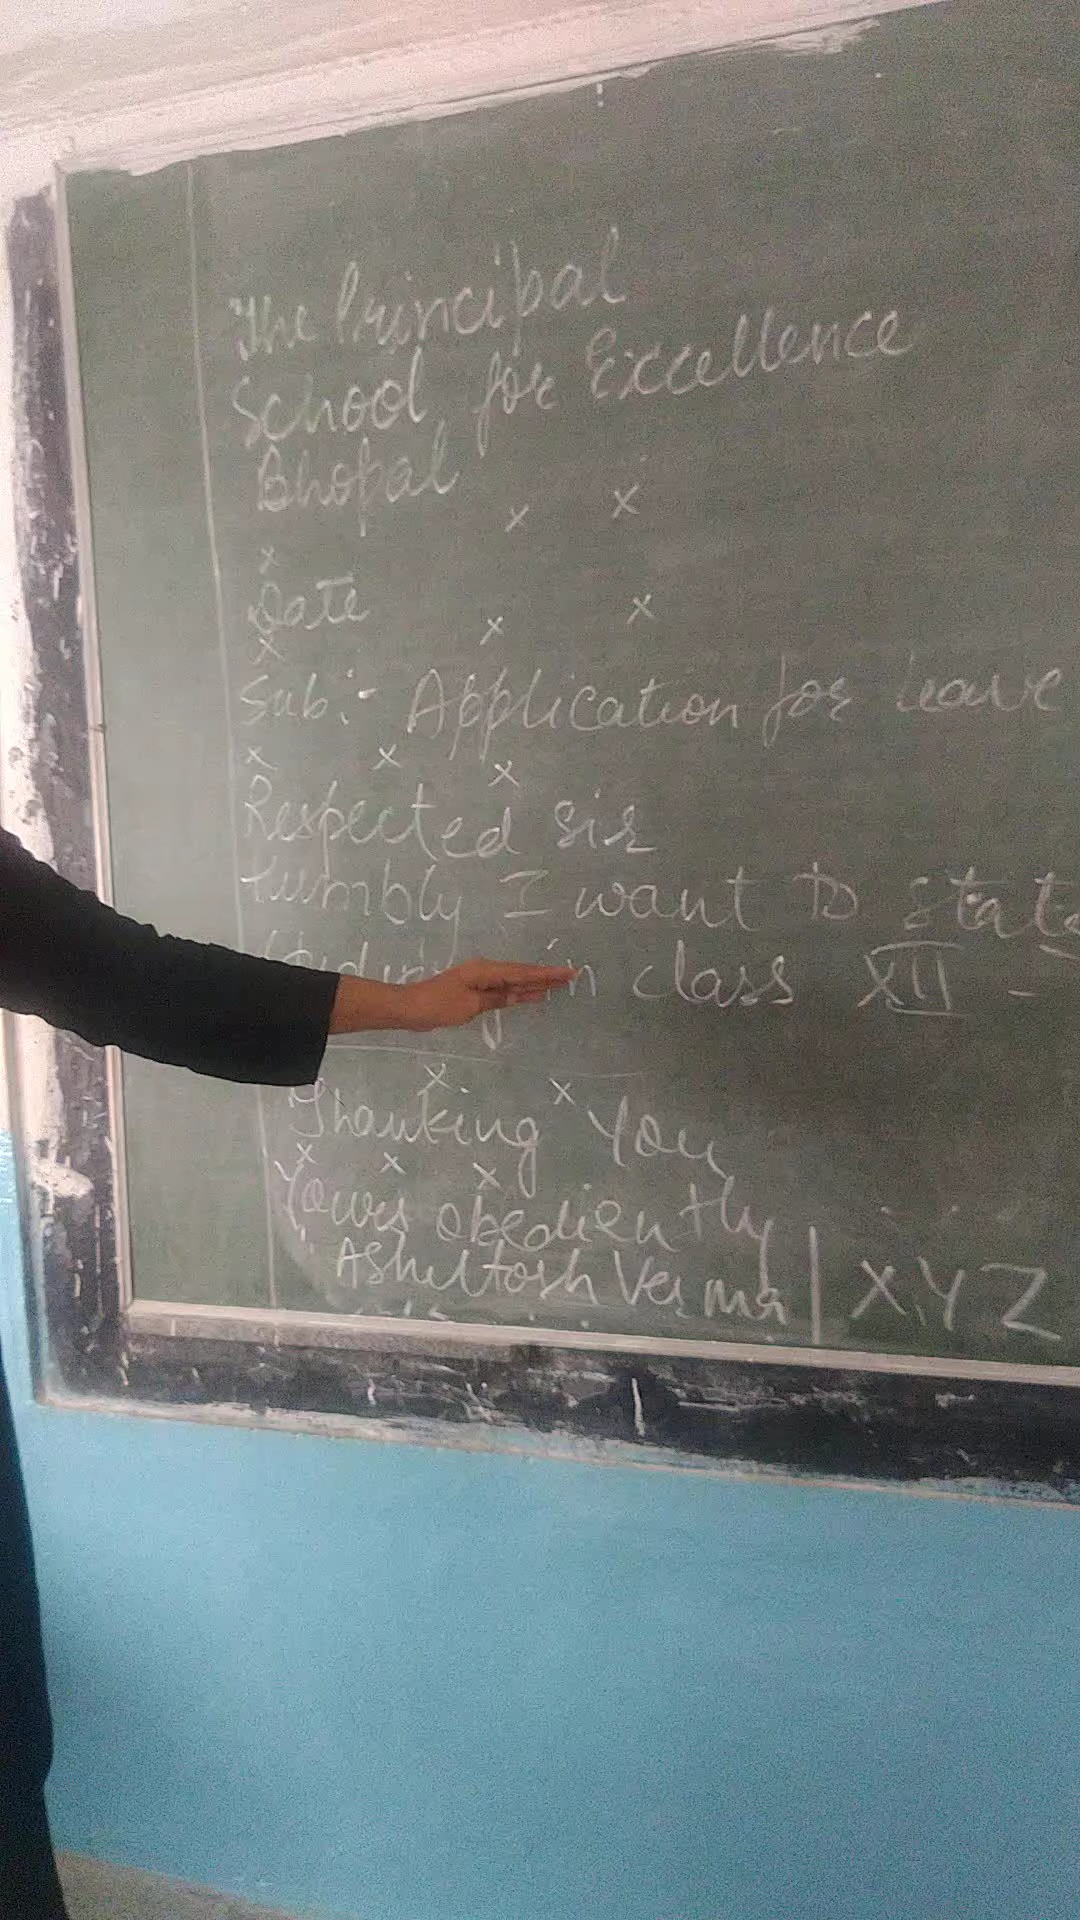 The Principal
School for Excellence
Bhopal
x x
x
Date
x x x
Sub:- Application for leave
x x x
Respected Sir
Humbly I want to state
in class XII -
x. x
Thanking You
x x x
Yours obediently
Ashutosh Verma | X,Y Z